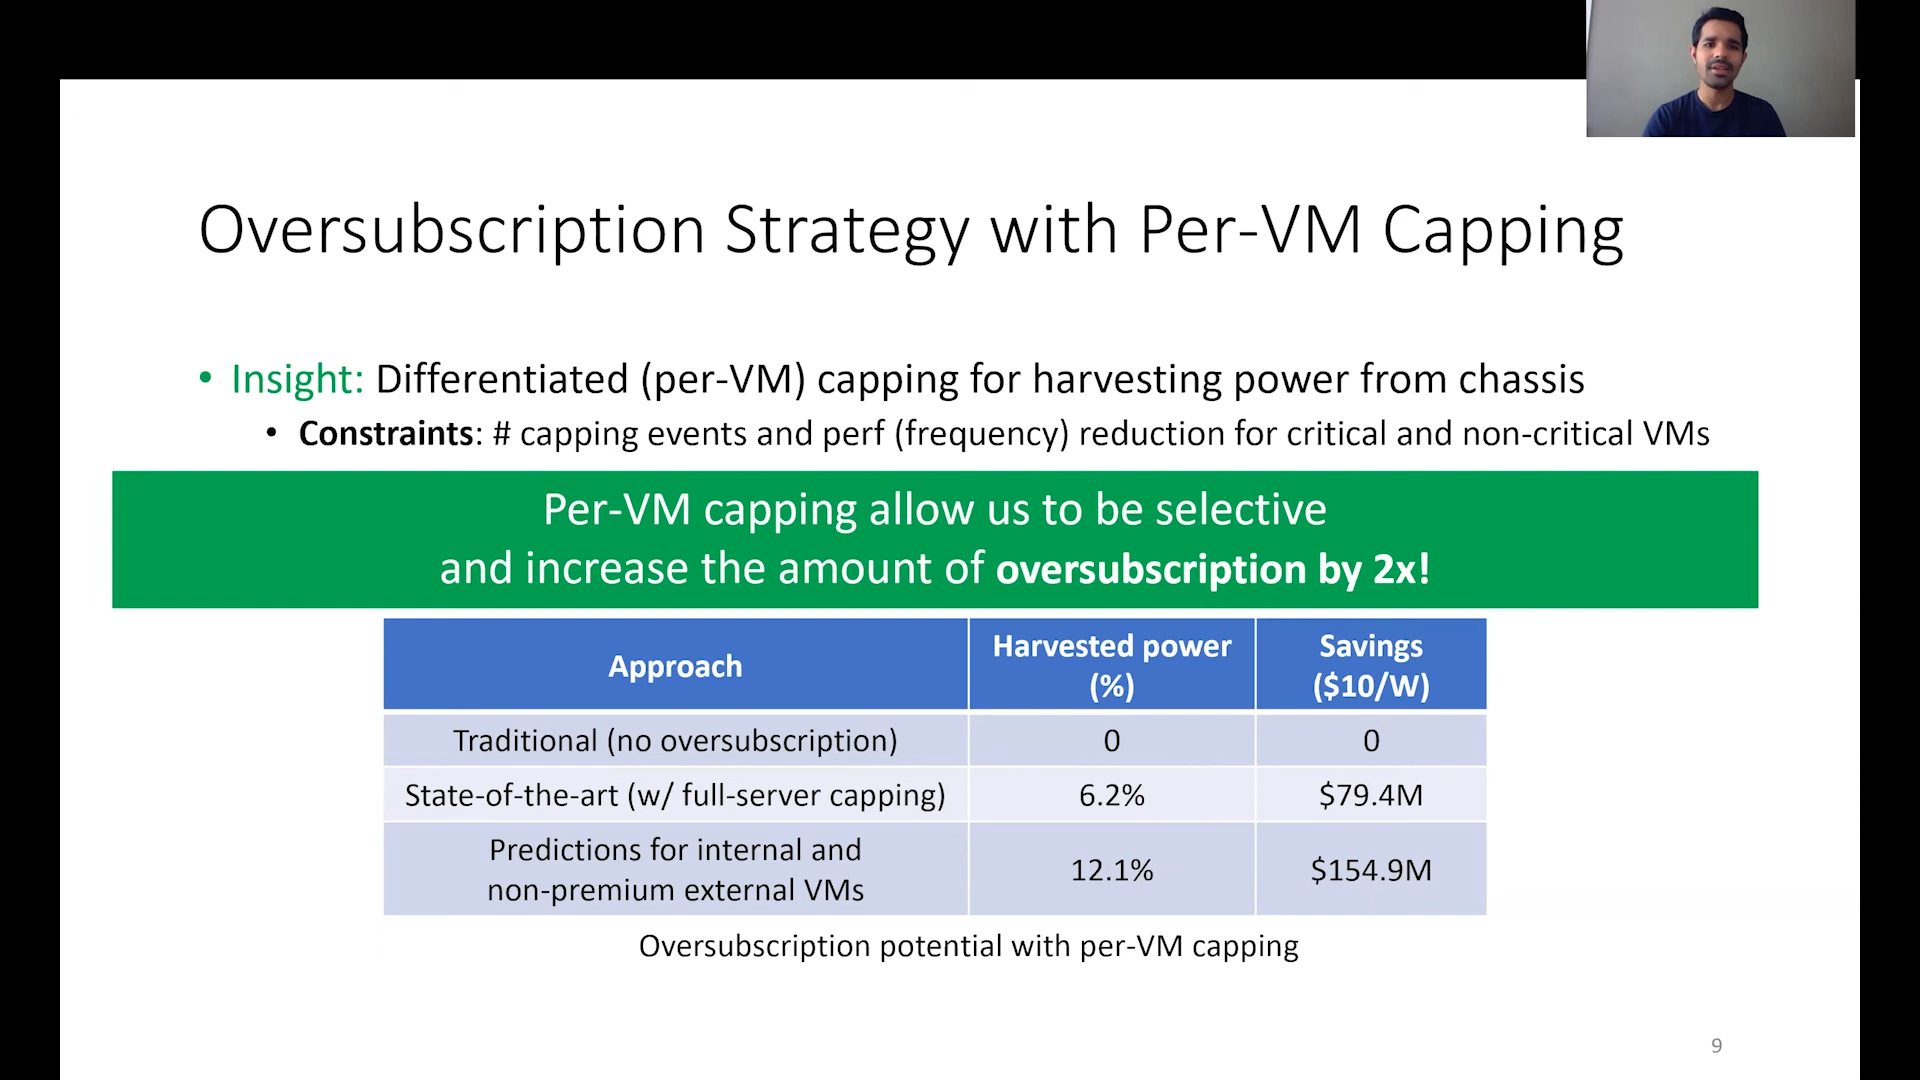 Oversubscription Strategy with Per-VM Capping
• Insight: Differentiated (per-VM) capping for harvesting power from chassis
• Constraints: # capping events and perf (frequency) reduction for critical and non-critical VMs
Per-VM capping allow us to be selective
and increase the amount of oversubscription by 2x!
Approach
Harvested power
(%)
Savings
($10/W)
Traditional (no oversubscription)
0
0
State-of-the-art (w/ full-server capping)
6.2%
$79.4M
Predictions for internal and
non-premium external VMs
12.1%
$154.9M
Oversubscription potential with per-VM capping
9